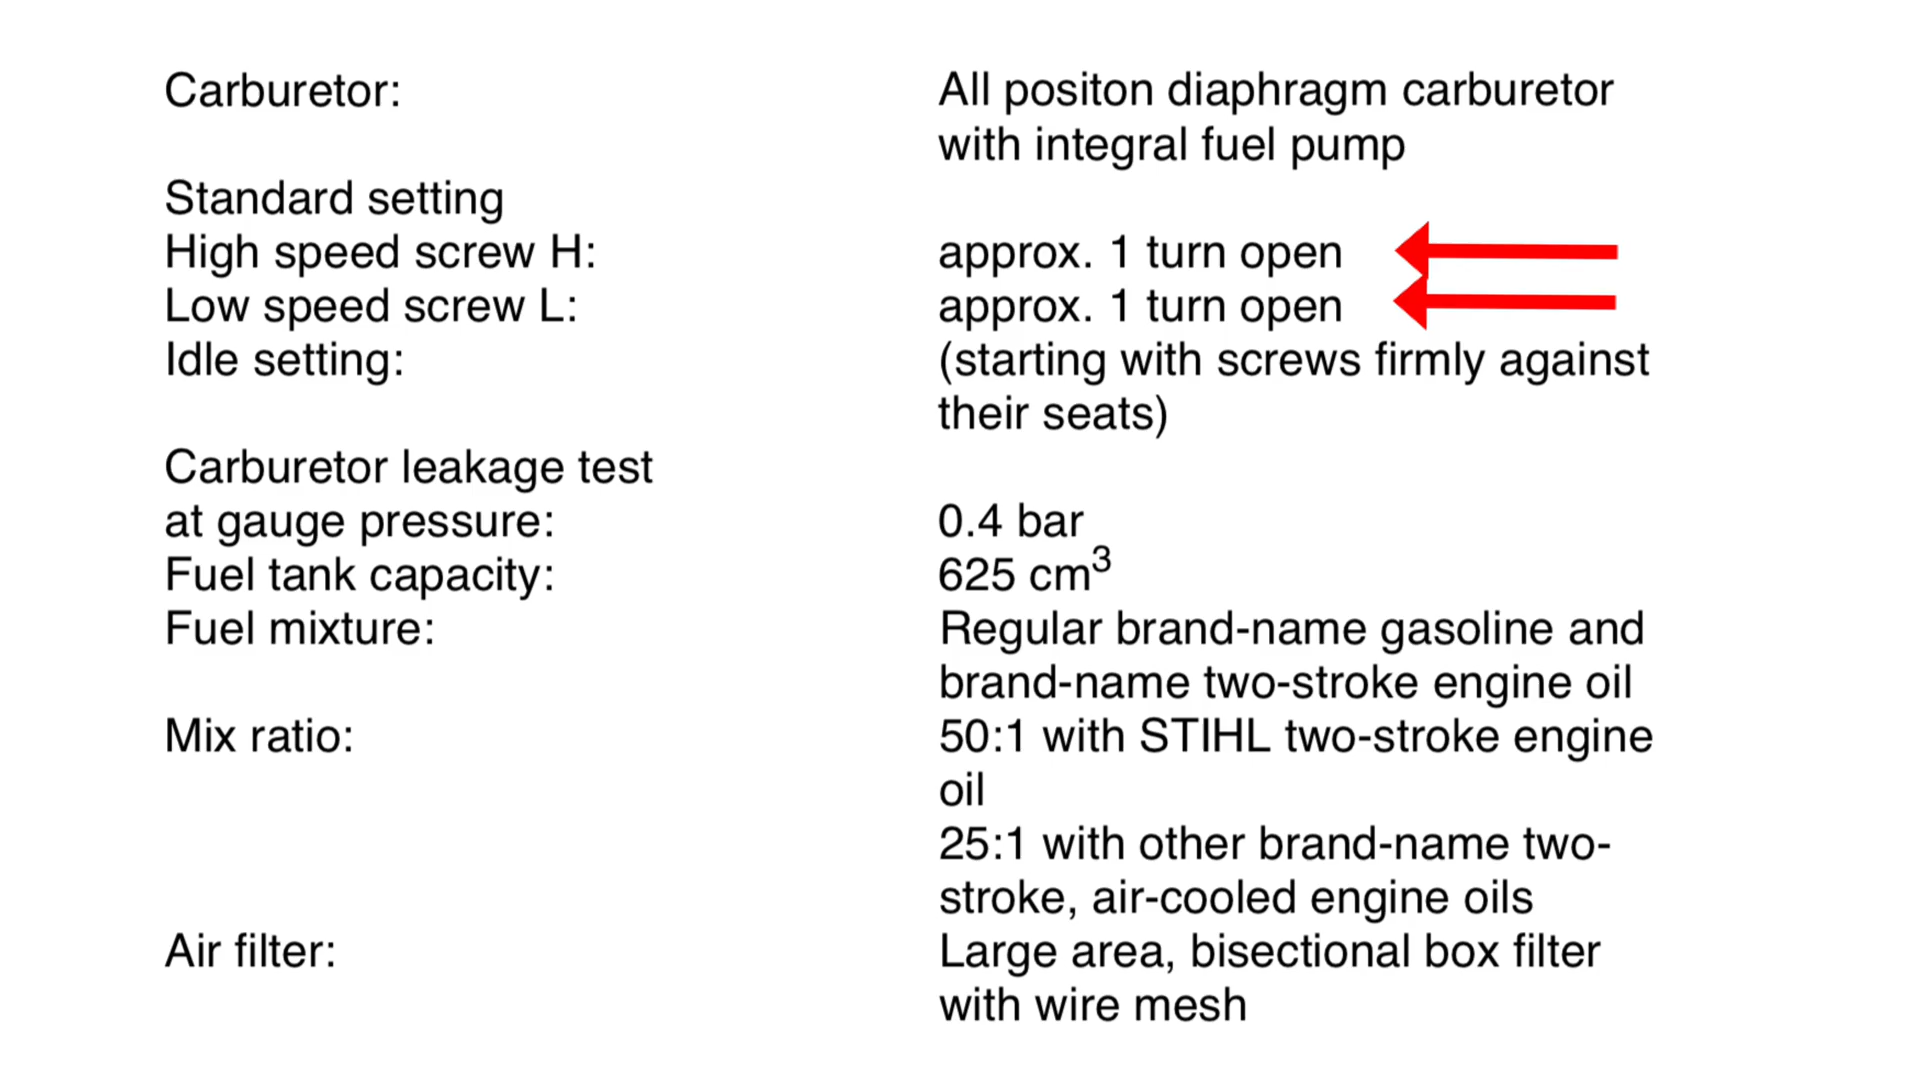 Carburetor: All positon diaphragm carburetor
with integral fuel pump
Standard setting
High speed screw H: approx. 1 turn open
Low speed screw L: approx. 1 turn open
Idle setting: (starting with screws firmly against
their seats)
Carburetor leakage test
at gauge pressure: 0.4 bar
Fuel tank capacity: 625 cm³
Fuel mixture: Regular brand-name gasoline and
brand-name two-stroke engine oil
Mix ratio: 50:1 with STIHL two-stroke engine
oil
25:1 with other brand-name two-
stroke, air-cooled engine oils
Air filter: Large area, bisectional box filter
with wire mesh